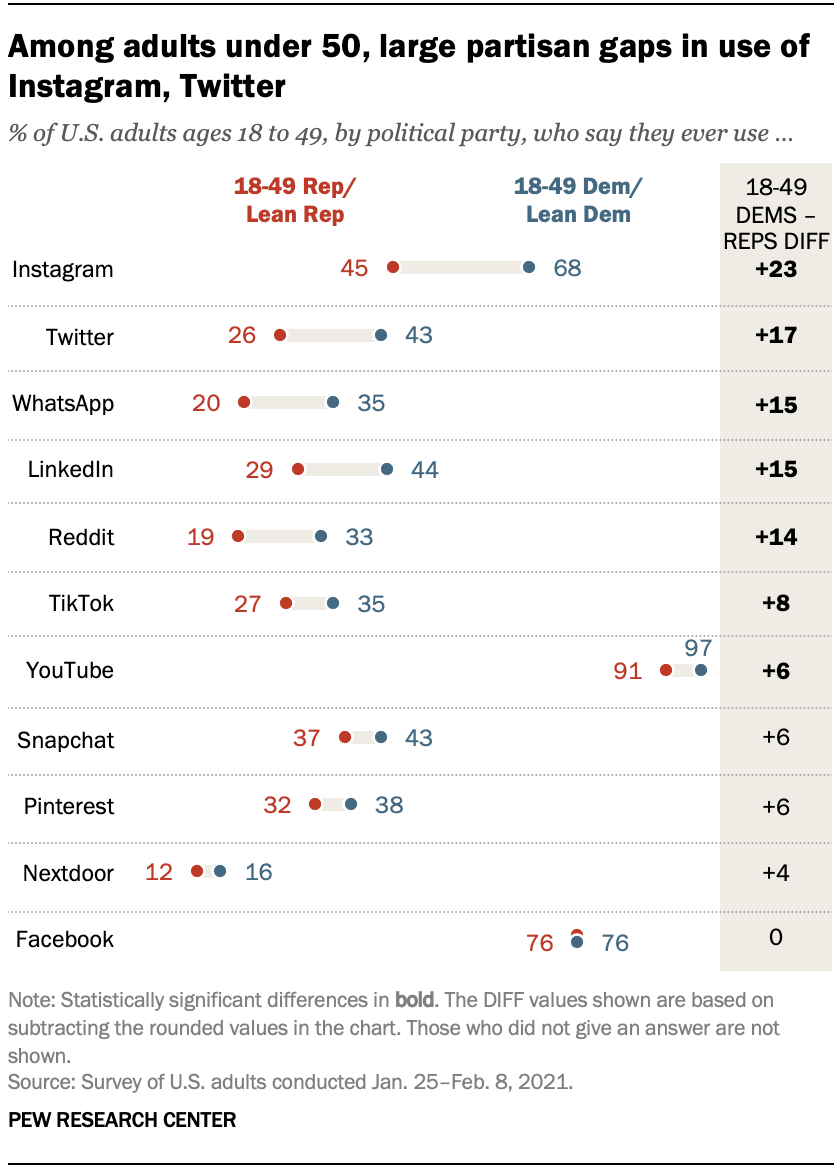 Among adults under 50, large partisan gaps in use of
Instagram, Twitter
% of U.S. adults ages 18 to 49, by political party, who say they ever use ...
18-49 Rep/
Lean Rep
18-49 Dem/
Lean Dem
18-49
DEMS –
REPS DIFF
Instagram 45 68 +23
Twitter 26 43 +17
WhatsApp 20 35 +15
LinkedIn 29 44 +15
Reddit 19 33 +14
TikTok 27 35 +8
YouTube 91 97 +6
Snapchat 37 43 +6
Pinterest 32 38 +6
Nextdoor 12 16 +4
Facebook 76 76 0
Note: Statistically significant differences in bold. The DIFF values shown are based on
subtracting the rounded values in the chart. Those who did not give an answer are not
shown.
Source: Survey of U.S. adults conducted Jan. 25–Feb. 8, 2021.
PEW RESEARCH CENTER